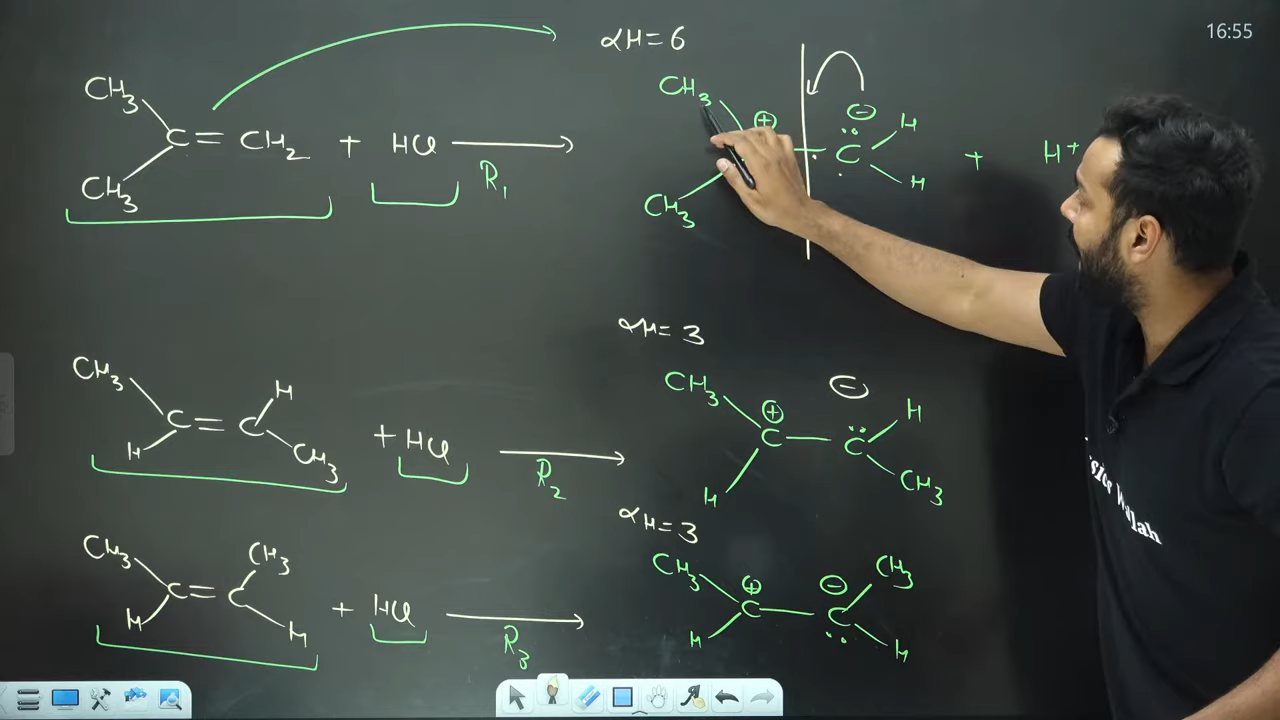 16:55
αH = 6
CH3
C = CH2 + HCl
R1
CH3
CH3
⊕
⊖
C
H
H
+ H+
CH3
αH = 3
CH3
H
C = C
H
CH3
+ HCl
R2
CH3
⊕
⊖
C — C
H
H
CH3
αH = 3
CH3
CH3
C = C
H
H
+ HCl
R3
CH3
⊕
⊖
CH3
C — C
H
H